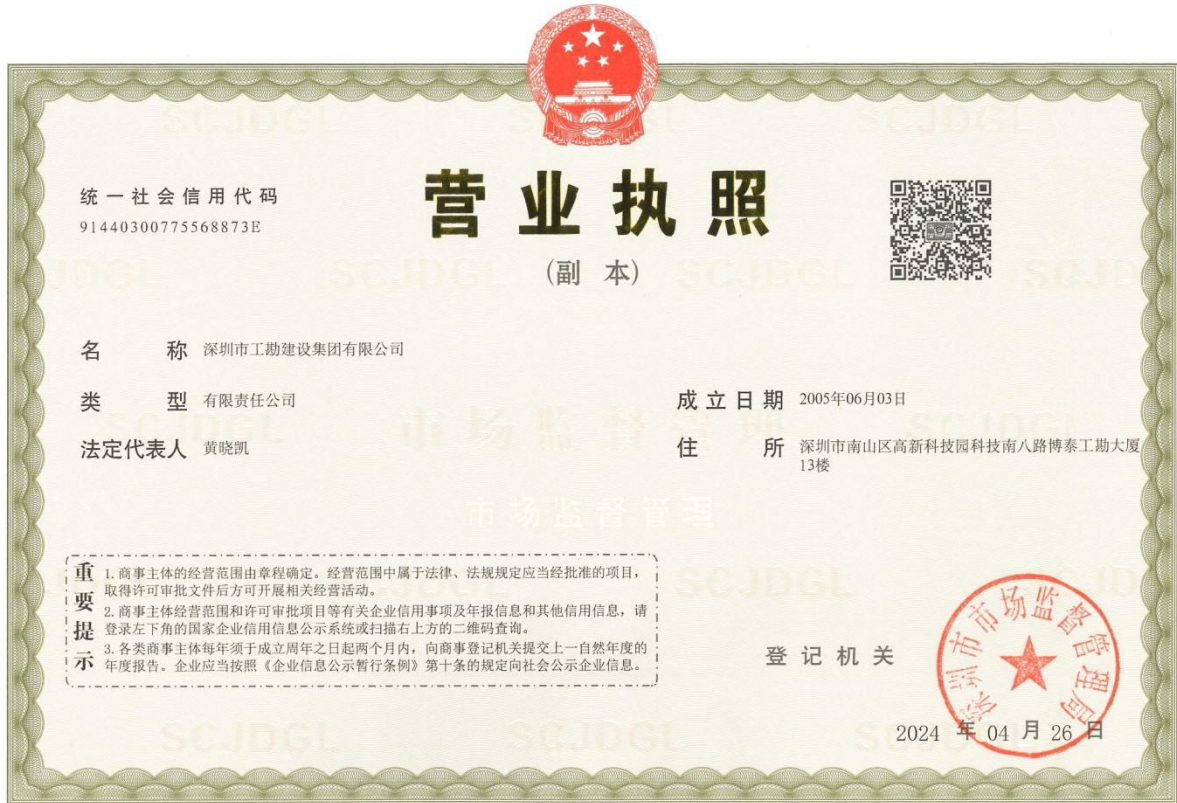 统一社会信用代码
91440300775568873E
营业执照
(副 本)
名 称 深圳市工勘建设集团有限公司
类 型 有限责任公司
成立日期 2005年06月03日
法定代表人 黄晓凯
住 所 深圳市南山区高新科技园科技南八路博泰工勘大厦
13楼
市场监督管理
市场监督管理
重要提示
1.商事主体的经营范围由章程确定。经营范围中属于法律、法规规定应当经批准的项目,
取得许可审批文件后方可开展相关经营活动。
2.商事主体经营范围和许可审批项目等有关企业信用事项及年报信息和其他信用信息,请
登录左下角的国家企业信用信息公示系统或扫描右上方的二维码查询。
3.各类商事主体每年须于成立周年之日起两个月内,向商事登记机关提交上一自然年度的
年度报告。企业应当按照《企业信息公示暂行条例》第十条的规定向社会公示企业信息。
登记机关
深圳市市场监督管理局
2024 年 04 月 26 日
SCJDGL